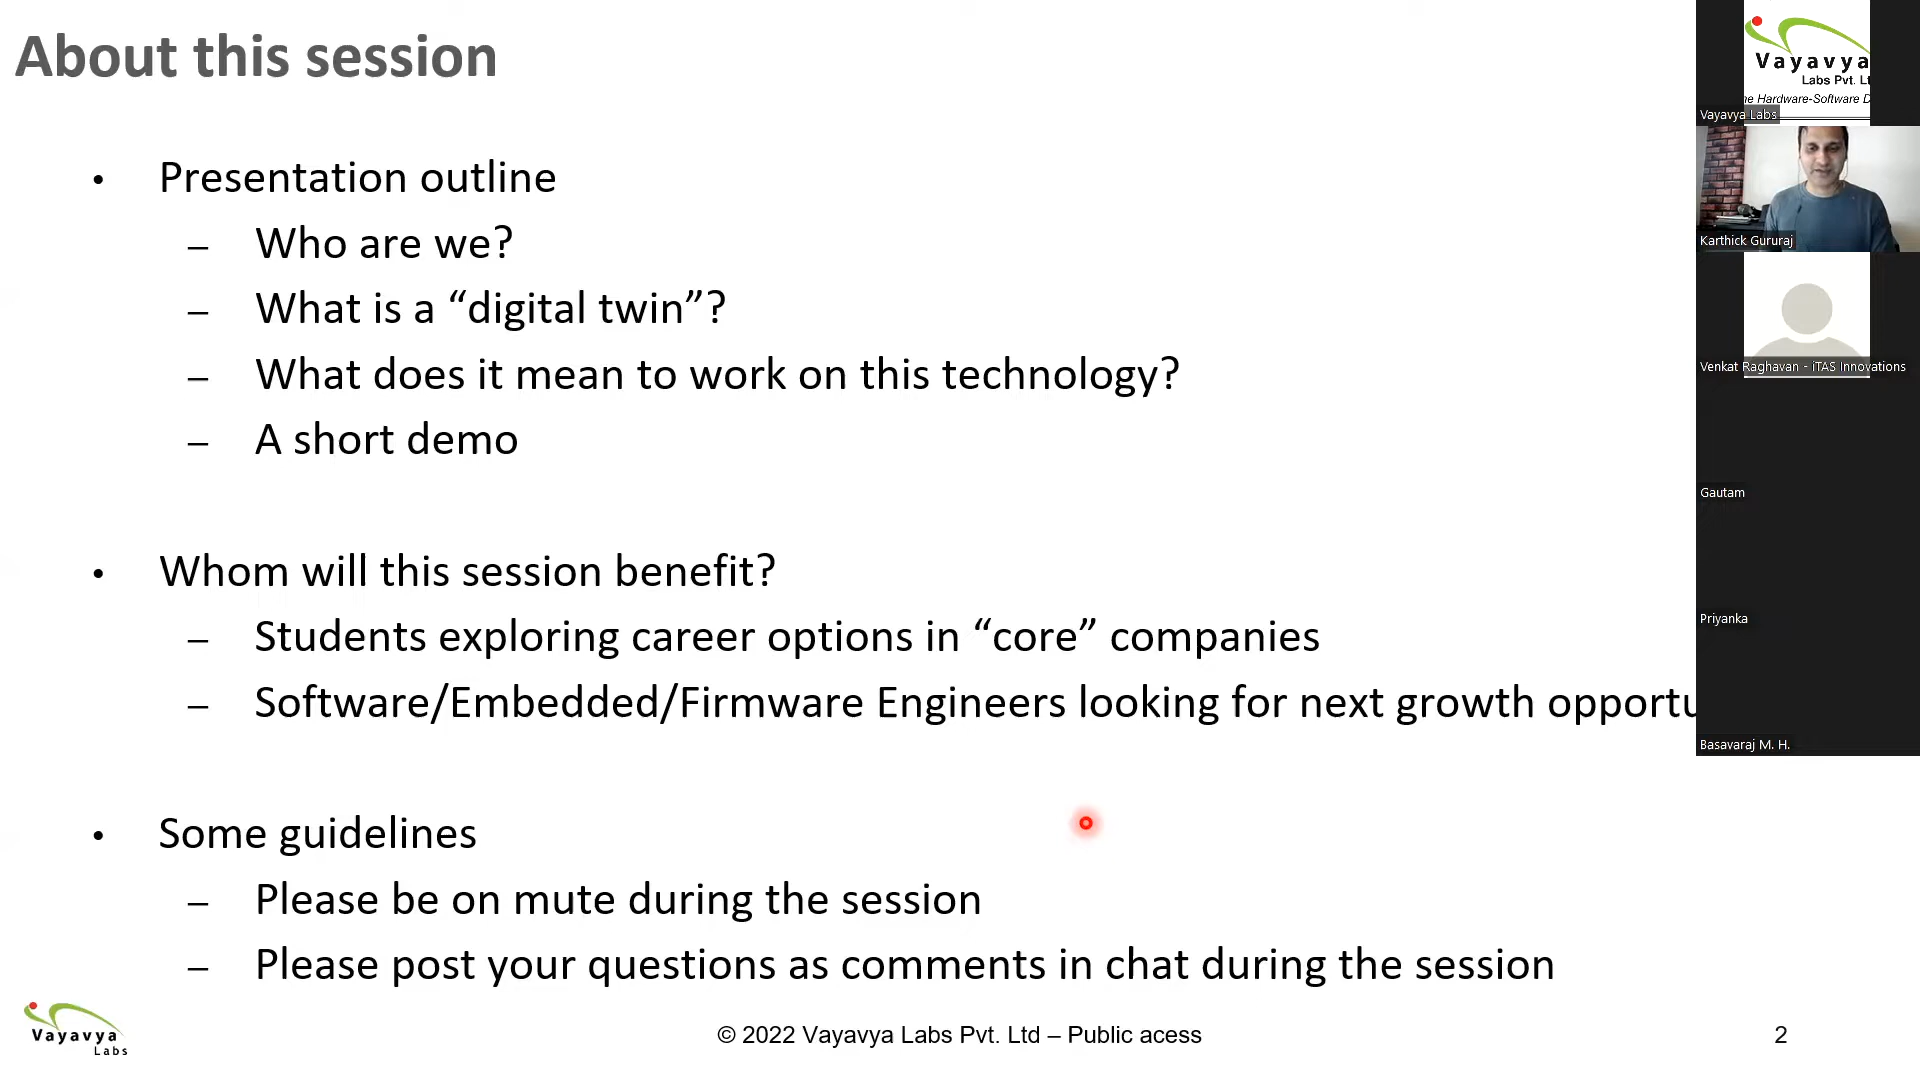 About this session
• Presentation outline
– Who are we?
– What is a “digital twin”?
– What does it mean to work on this technology?
– A short demo
• Whom will this session benefit?
– Students exploring career options in “core” companies
– Software/Embedded/Firmware Engineers looking for next growth opportu
• Some guidelines
– Please be on mute during the session
– Please post your questions as comments in chat during the session
Vayavya
Labs
© 2022 Vayavya Labs Pvt. Ltd – Public acess
2
Vayavya
Labs Pvt. Lt
ne Hardware-Software D
Vayavya Labs
Karthick Gururaj
Venkat Raghavan - iTAS Innovations
Gautam
Priyanka
Basavaraj M. H.